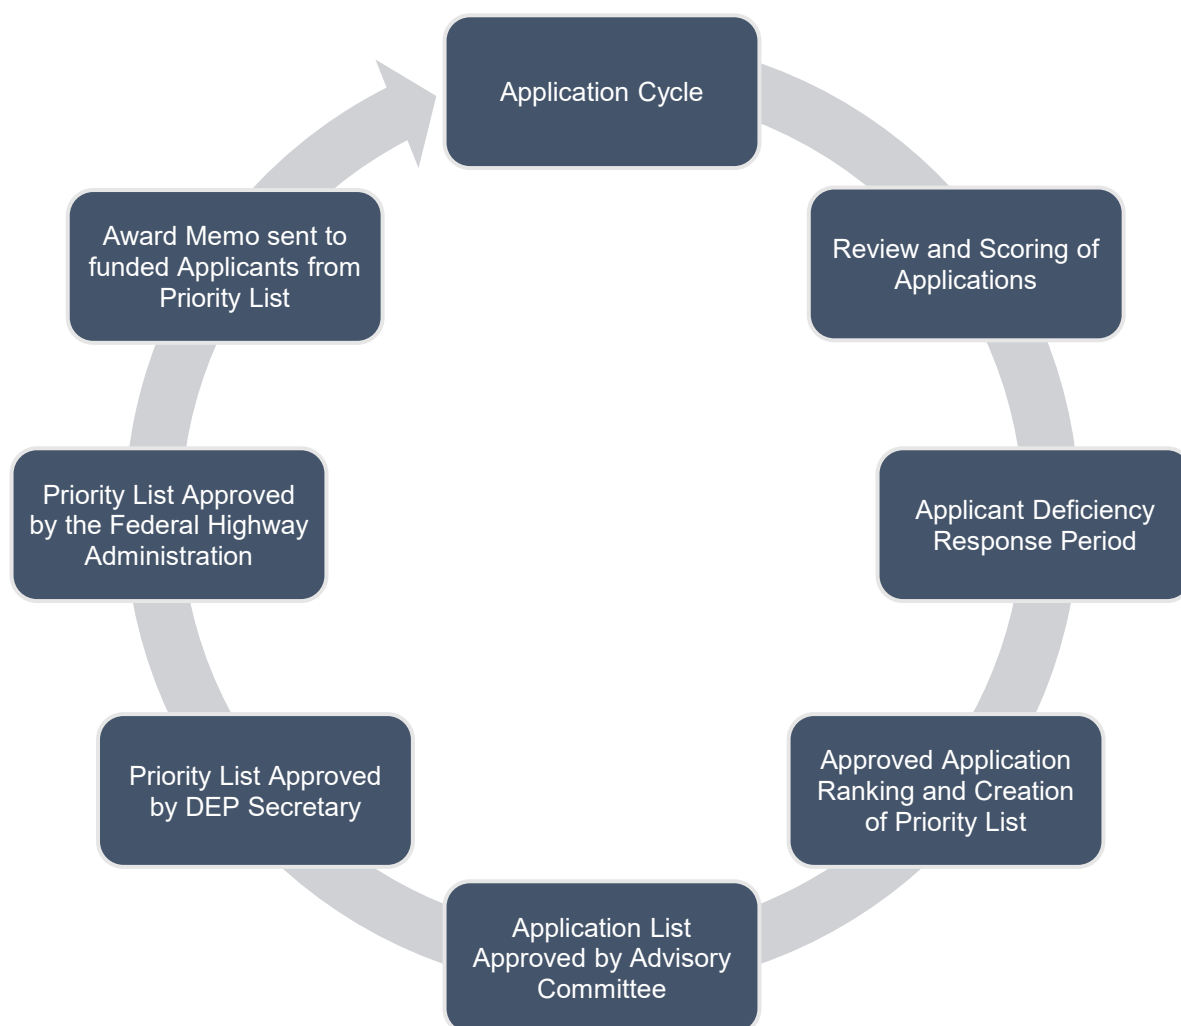 Application Cycle
Review and Scoring of
Applications
Applicant Deficiency
Response Period
Approved Application
Ranking and Creation
of Priority List
Application List
Approved by Advisory
Committee
Priority List Approved
by DEP Secretary
Priority List Approved
by the Federal Highway
Administration
Award Memo sent to
funded Applicants from
Priority List